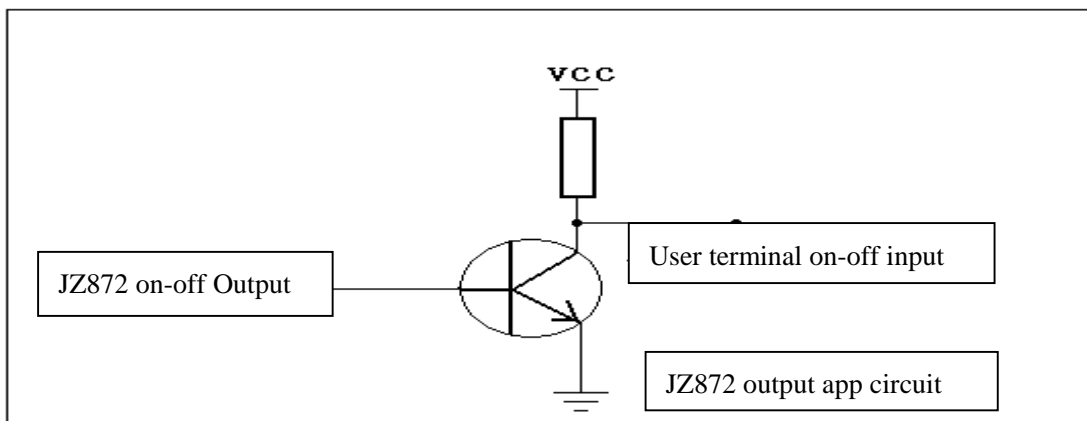 VCC
User terminal on-off input
JZ872 on-off Output
JZ872 output app circuit